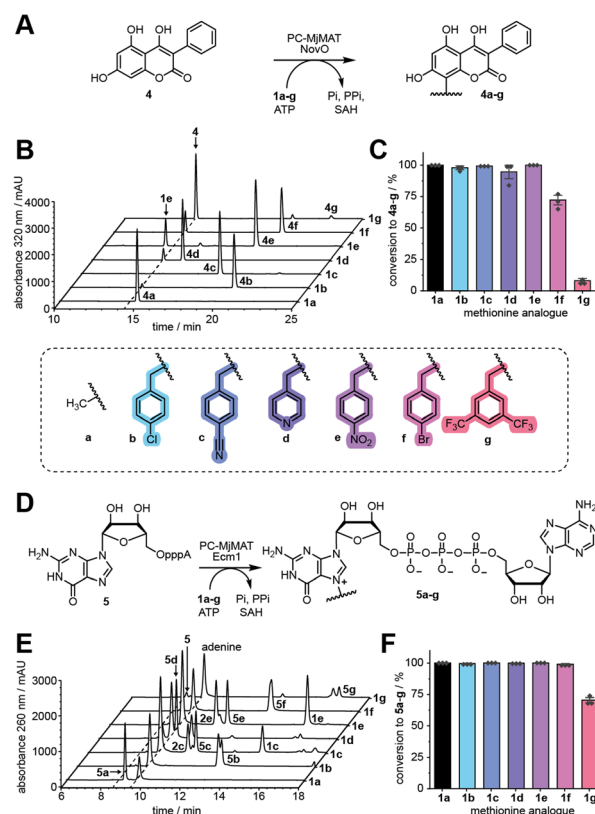 A
OH OH
HO O O
4
PC-MjMAT
NovO
1a-g
ATP
Pi, PPi,
SAH
OH OH
HO O O
4a-g
B
absorbance 320 nm / mAU
4000
3000
2000
1000
0
10 15 20 25
time / min
4
1e
4a
4d
4c
4b
4e
4f
4g
1g
1f
1e
1d
1c
1b
1a
C
conversion to 4a-g / %
100
75
50
25
0
1a 1b 1c 1d 1e 1f 1g
methionine analogue
H3C
Cl
N
N
NO2
Br
F3C CF3
a b c d e f g
D
OH OH
H2N N N O
HN N OpppA
O
5
PC-MjMAT
Ecm1
1a-g
ATP
Pi, PPi
SAH
OH OH
H2N N N O
HN N+
O
O O O
O-P-O-P-O-P-O
O− O− O−
NH2
N N
N N
O
OH OH
5a-g
E
absorbance 260 nm / mAU
4000
3000
2000
1000
0
6 8 10 12 14 16 18
time / min
5
5d
adenine
5a
2c
5c
2e
5e
5b
1c
5f
1e
5g
1g
1f
1e
1d
1c
1b
1a
F
conversion to 5a-g / %
100
75
50
25
0
1a 1b 1c 1d 1e 1f 1g
methionine analogue